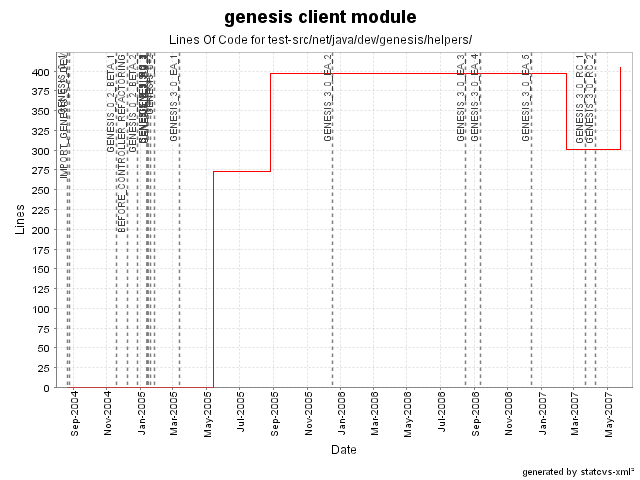 genesis client module
Lines Of Code for test-src/net/java/dev/genesis/helpers/
Lines
400
375
350
325
300
275
250
225
200
175
150
125
100
75
50
25
0
GENESIS_0_2_BETA_1
BEFORE_CONTROLLER_REFACTORING
GENESIS_0_2_BETA_2
GENESIS_3_0_EA_1
GENESIS_3_0_EA_2
GENESIS_3_0_EA_3
GENESIS_3_0_EA_4
GENESIS_3_0_EA_5
GENESIS_3_0_RC_1
GENESIS_3_0_RC_2
Sep-2004
Nov-2004
Jan-2005
Mar-2005
May-2005
Jul-2005
Sep-2005
Nov-2005
Jan-2006
Mar-2006
May-2006
Jul-2006
Sep-2006
Nov-2006
Jan-2007
Mar-2007
May-2007
Date
generated by statcvs-xml²